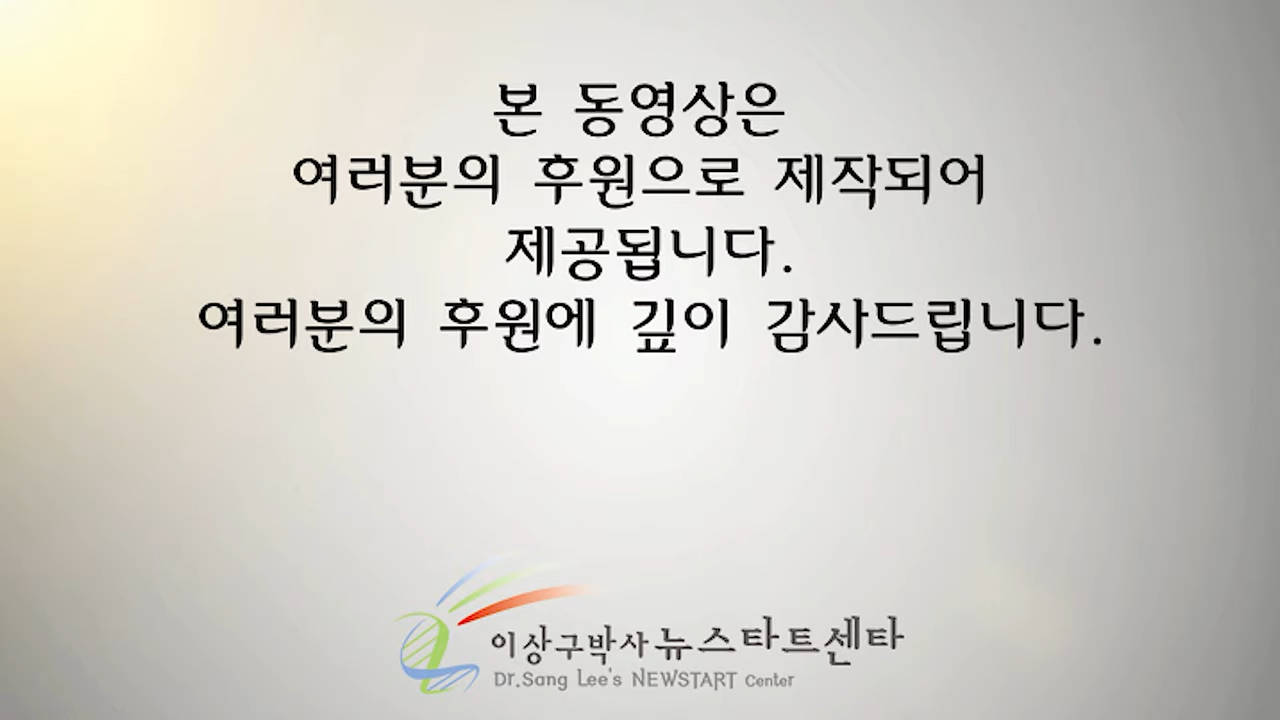 본 동영상은
여러분의 후원으로 제작되어
제공됩니다.
여러분의 후원에 깊이 감사드립니다.
이상구박사 뉴스타트센타
Dr.Sang Lee's NEWSTART Center